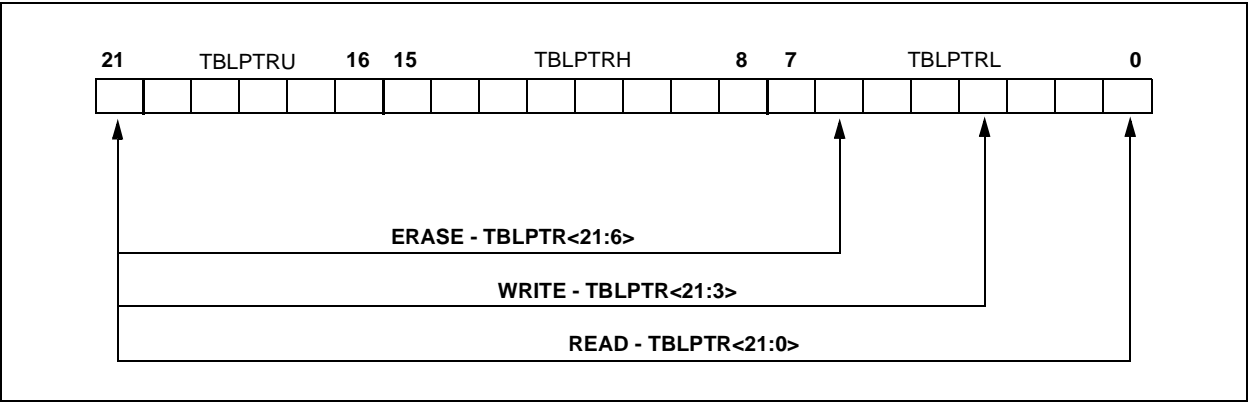 21 TBLPTRU 16 15 TBLPTRH 8 7 TBLPTRL 0
ERASE - TBLPTR<21:6>
WRITE - TBLPTR<21:3>
READ - TBLPTR<21:0>